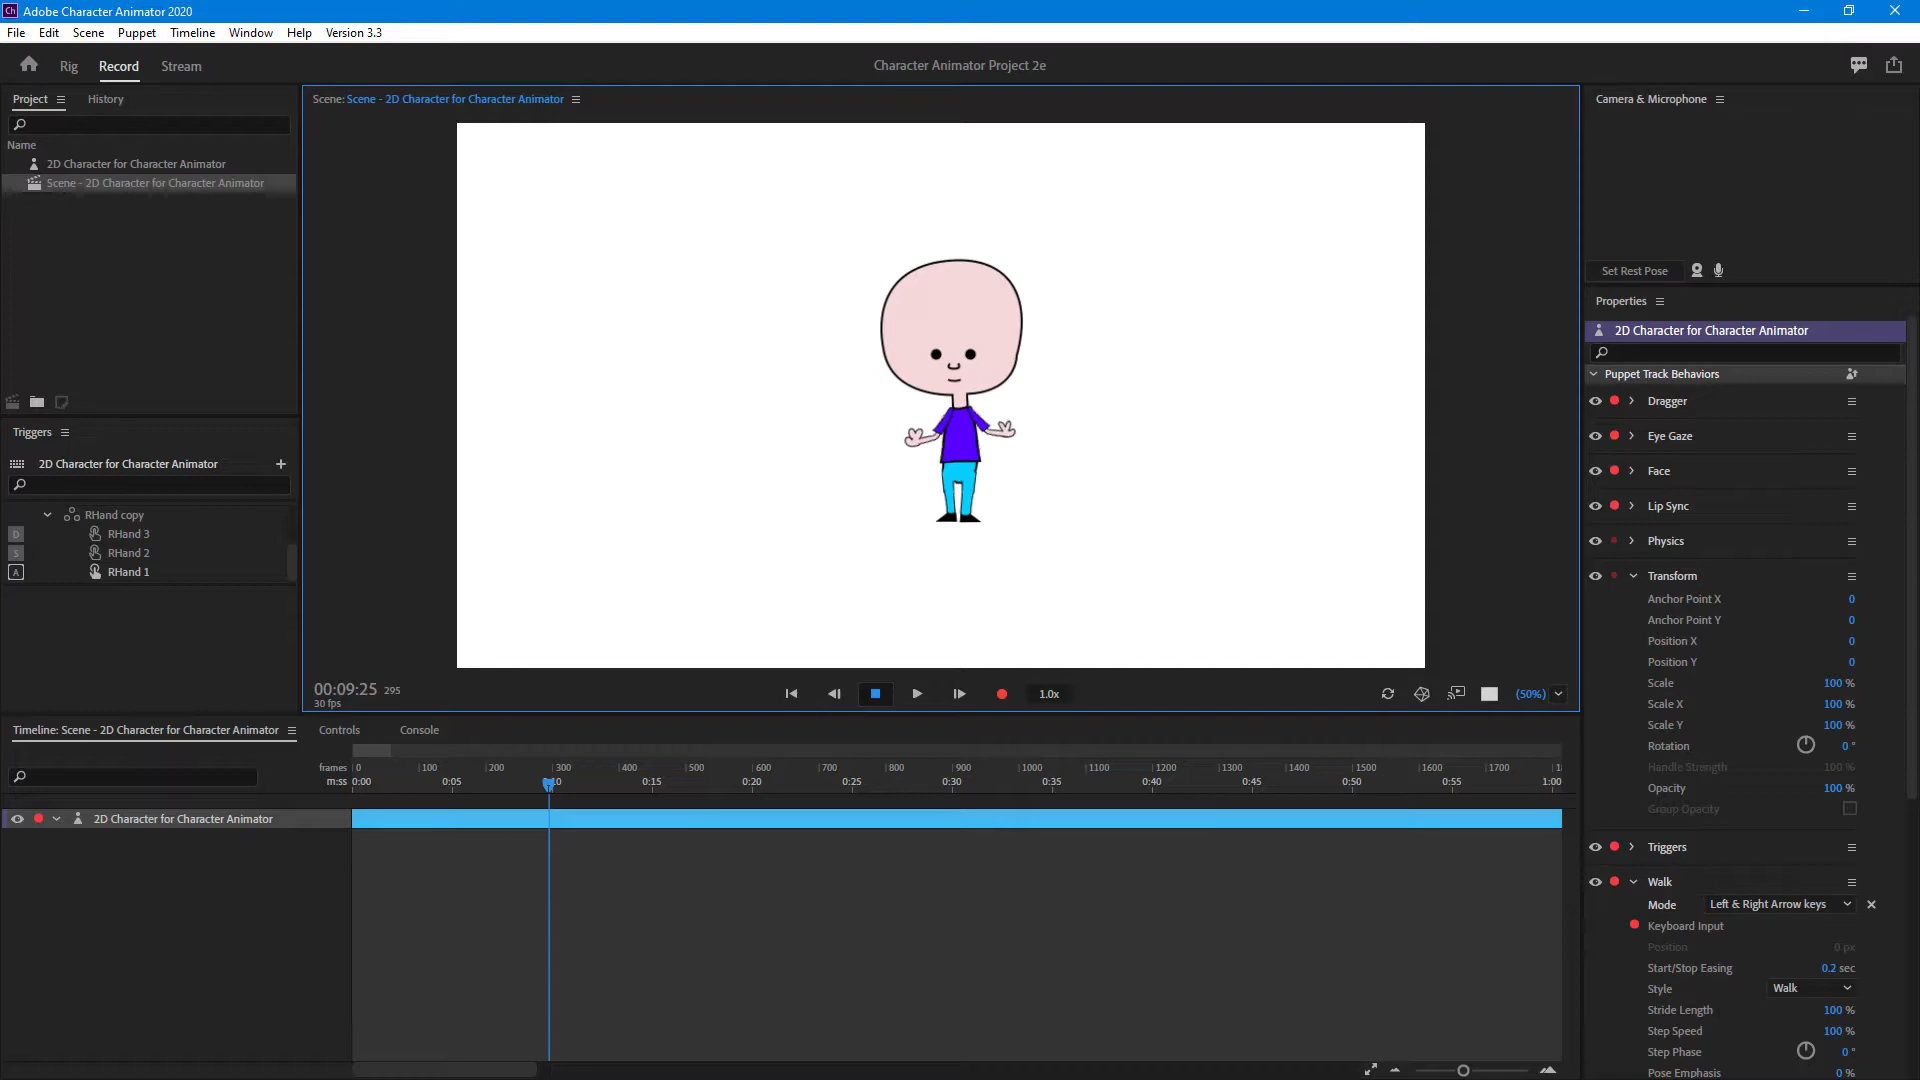 Ch Adobe Character Animator 2020
File Edit Scene Puppet Timeline Window Help Version 3.3
Rig Record Stream Character Animator Project 2e
Project History
Name
2D Character for Character Animator
Scene - 2D Character for Character Animator
Triggers
2D Character for Character Animator
RHand copy
D RHand 3
S RHand 2
A RHand 1
Scene: Scene - 2D Character for Character Animator
00:09:25 295
30 fps
1.0x
(50%)
Camera & Microphone
Set Rest Pose
Properties
2D Character for Character Animator
Puppet Track Behaviors
Dragger
Eye Gaze
Face
Lip Sync
Physics
Transform
Anchor Point X 0
Anchor Point Y 0
Position X 0
Position Y 0
Scale 100 %
Scale X 100 %
Scale Y 100 %
Rotation 0 °
Handle Strength 100 %
Opacity 100 %
Group Opacity
Triggers
Walk
Mode Left & Right Arrow keys
Keyboard Input
Position 0 px
Start/Stop Easing 0.2 sec
Style Walk
Stride Length 100 %
Step Speed 100 %
Step Phase 0 °
Pose Emphasis 0 %
Timeline: Scene - 2D Character for Character Animator Controls Console
frames 0 100 200 300 400 500 600 700 800 900 1000 1100 1200 1300 1400 1500 1600 1700
m:ss 0:00 0:05 0:10 0:15 0:20 0:25 0:30 0:35 0:40 0:45 0:50 0:55 1:00
2D Character for Character Animator